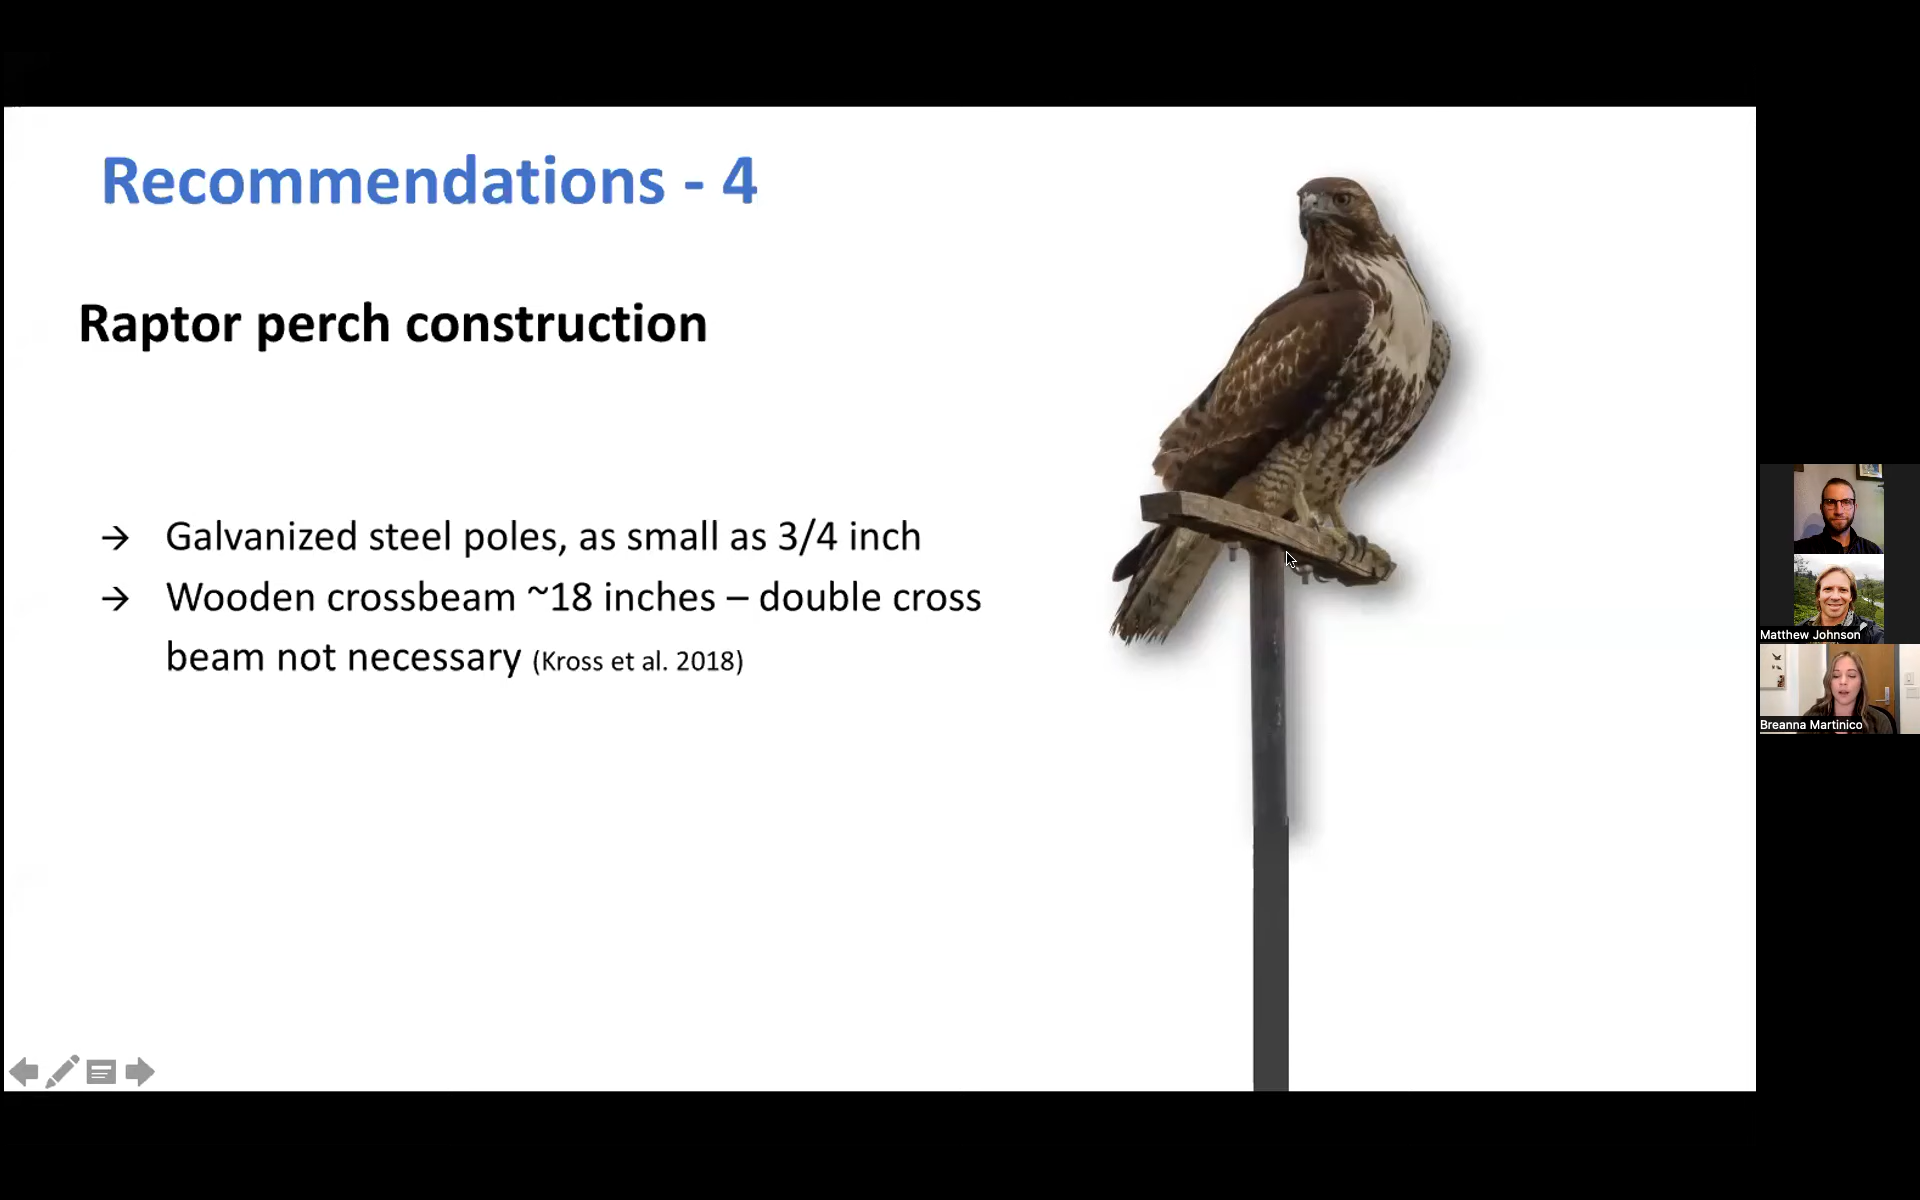 Recommendations - 4
Raptor perch construction
→ Galvanized steel poles, as small as 3/4 inch
→ Wooden crossbeam ~18 inches – double cross
beam not necessary (Kross et al. 2018)
Matthew Johnson
Breanna Martinico